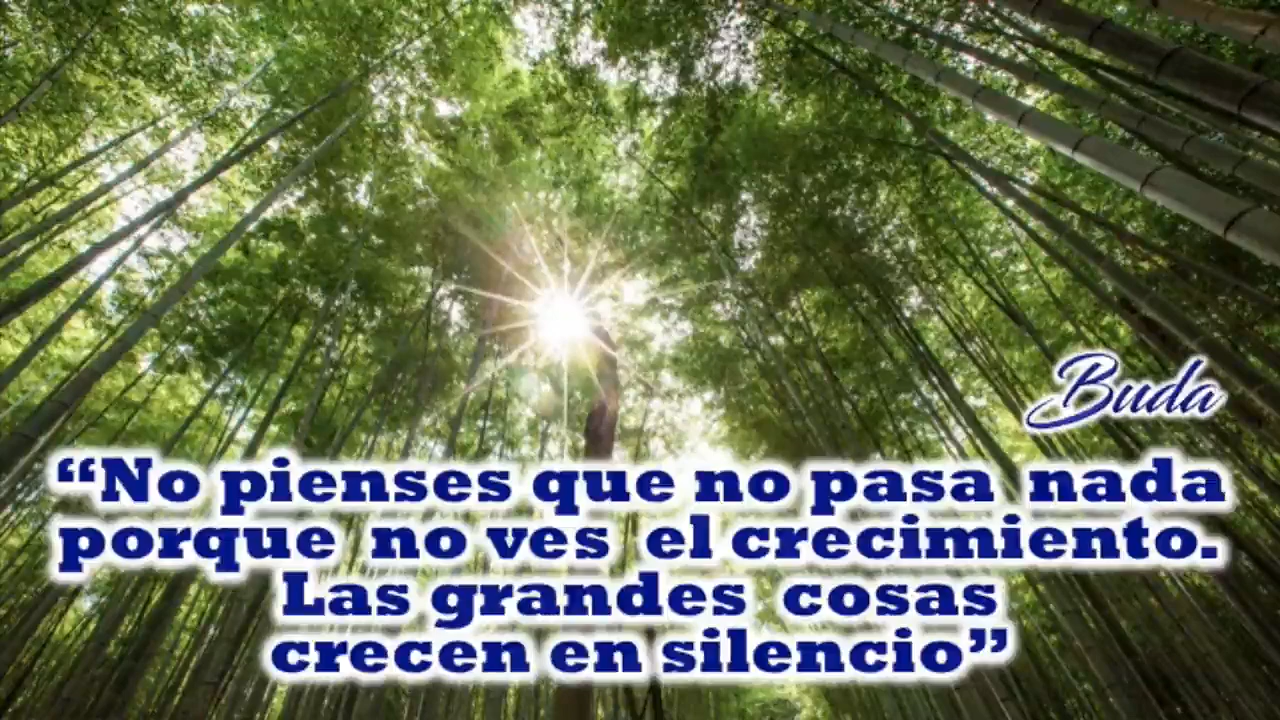 Buda
“No pienses que no pasa nada
porque no ves el crecimiento.
Las grandes cosas
crecen en silencio”